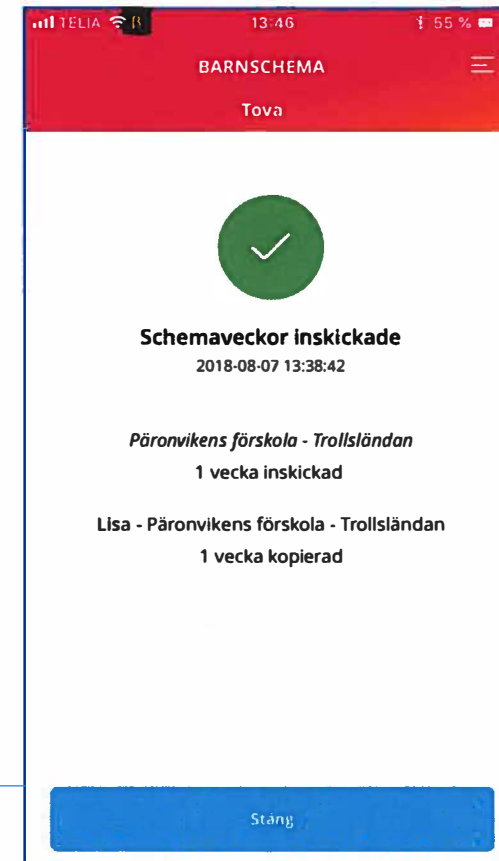 TELIA 13:46 55 %
BARNSCHEMA
Tova
Schemaveckor inskickade
2018-08-07 13:38:42
Päronvikens förskola - Trollsländan
1 vecka inskickad
Lisa - Päronvikens förskola - Trollsländan
1 vecka kopierad
Stäng